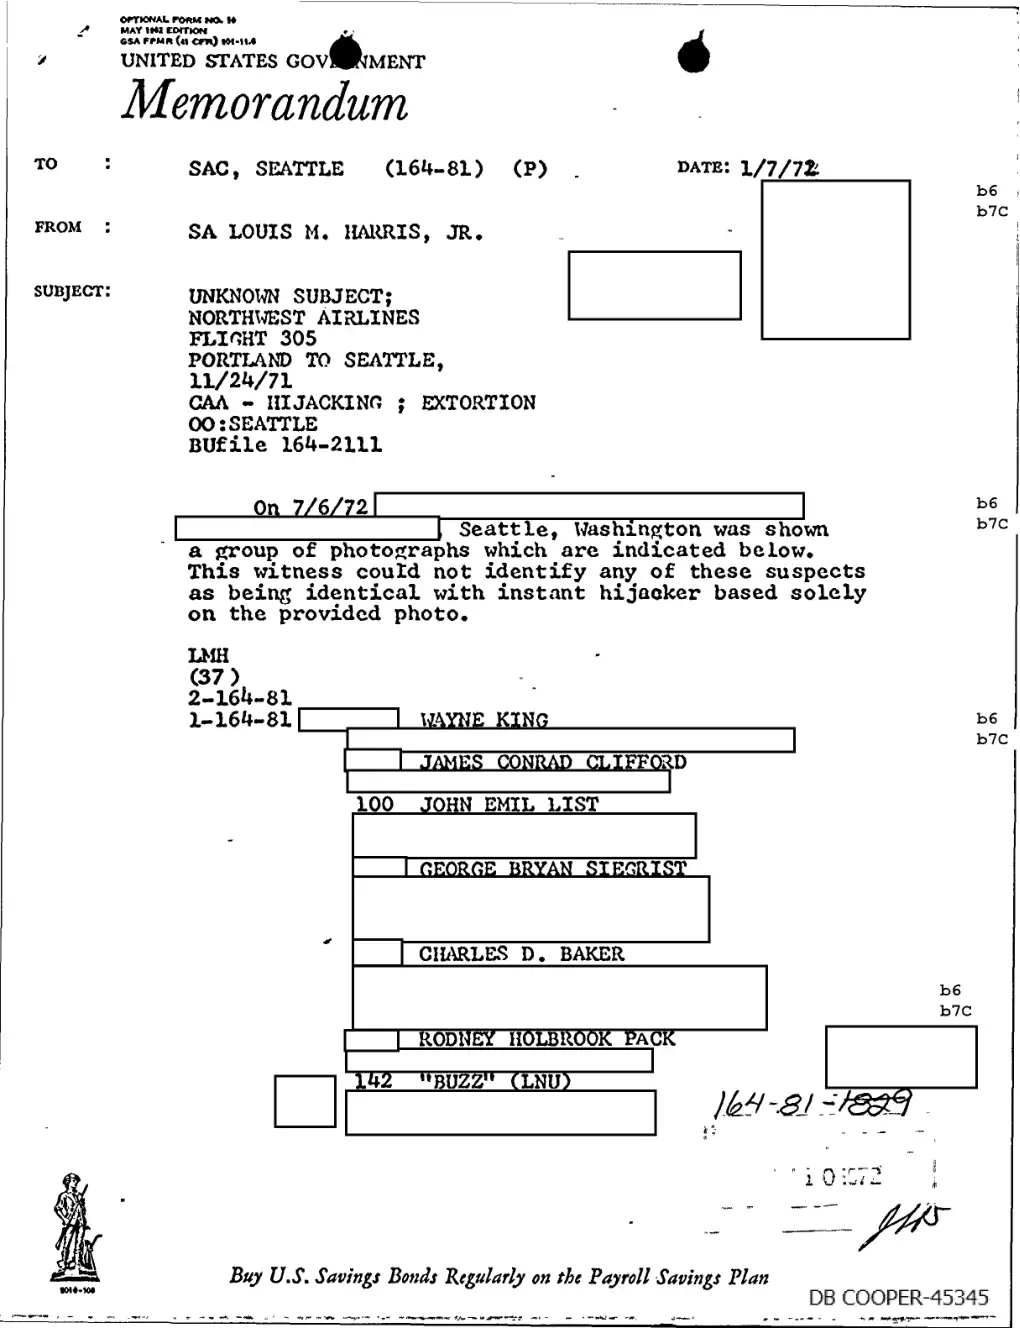 OPTIONAL FORM NO. 10
MAY 1962 EDITION
GSA FPMR (41 CFR) 101-11.6
UNITED STATES GOV NMENT
Memorandum
TO : SAC, SEATTLE (164-81) (P) . DATE: 1/7/72
b6
b7C
FROM : SA LOUIS M. HARRIS, JR.
SUBJECT: UNKNOWN SUBJECT;
NORTHWEST AIRLINES
FLIGHT 305
PORTLAND TO SEATTLE,
11/24/71
CAA - HIJACKING ; EXTORTION
OO:SEATTLE
BUfile 164-2111
On 7/6/72
b6
b7C
, Seattle, Washington was shown
a group of photographs which are indicated below.
This witness could not identify any of these suspects
as being identical with instant hijacker based solely
on the provided photo.
LMH
(37)
2-164-81
1-164-81 WAYNE KING
b6
b7C
JAMES CONRAD CLIFFORD
100 JOHN EMIL LIST
GEORGE BRYAN SIEGRIST
CHARLES D. BAKER
b6
b7C
RODNEY HOLBROOK PACK
142 "BUZZ" (LNU)
164-81-1829
Buy U.S. Savings Bonds Regularly on the Payroll Savings Plan
DB COOPER-45345